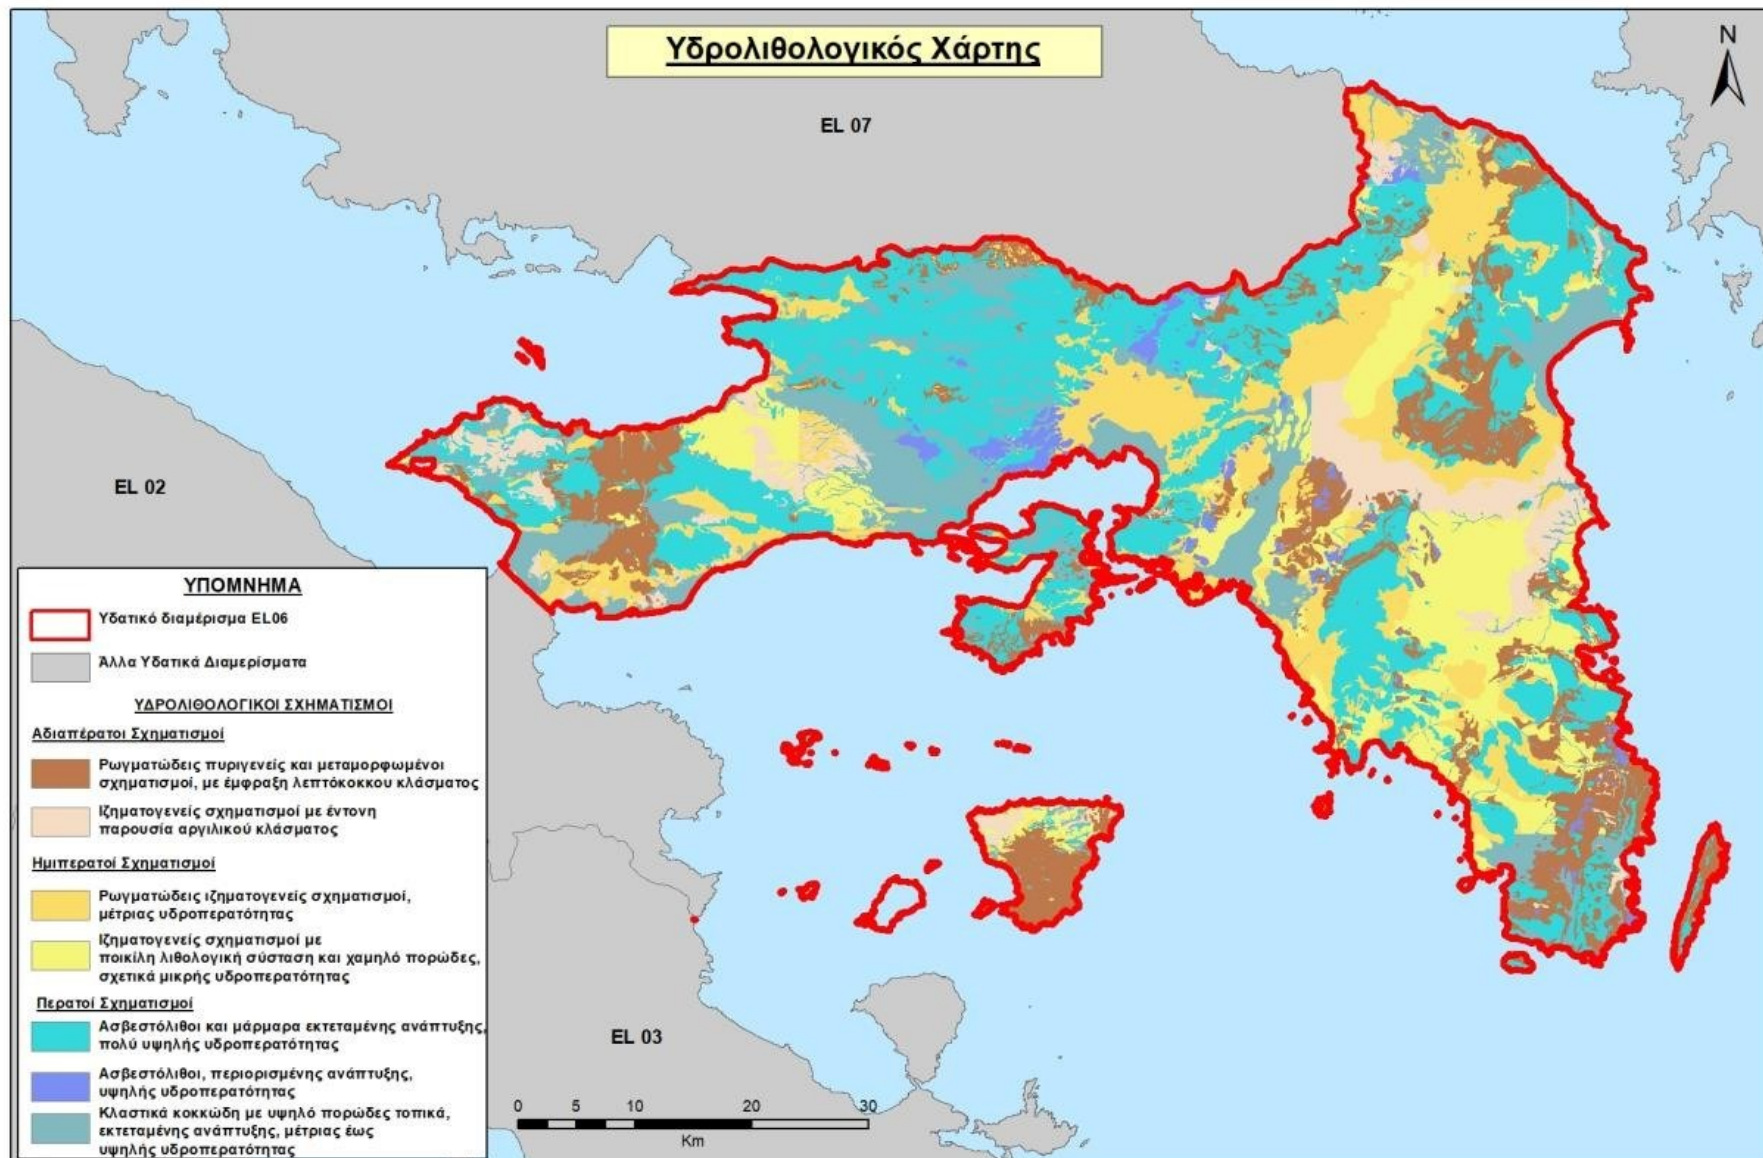 Υδρολιθολογικός Χάρτης
N
EL 07
EL 02
EL 03
ΥΠΟΜΝΗΜΑ
Υδατικό διαμέρισμα EL06
Άλλα Υδατικά Διαμερίσματα
ΥΔΡΟΛΙΘΟΛΟΓΙΚΟΙ ΣΧΗΜΑΤΙΣΜΟΙ
Αδιαπέρατοι Σχηματισμοί
Ρωγματώδεις πυριγενείς και μεταμορφωμένοι
σχηματισμοί, με έμφραξη λεπτόκοκκου κλάσματος
Ιζηματογενείς σχηματισμοί με έντονη
παρουσία αργιλικού κλάσματος
Ημιπερατοί Σχηματισμοί
Ρωγματώδεις ιζηματογενείς σχηματισμοί,
μέτριας υδροπερατότητας
Ιζηματογενείς σχηματισμοί με
ποικίλη λιθολογική σύσταση και χαμηλό πορώδες,
σχετικά μικρής υδροπερατότητας
Περατοί Σχηματισμοί
Ασβεστόλιθοι και μάρμαρα εκτεταμένης ανάπτυξης,
πολύ υψηλής υδροπερατότητας
Ασβεστόλιθοι, περιορισμένης ανάπτυξης,
υψηλής υδροπερατότητας
Κλαστικά κοκκώδη με υψηλό πορώδες τοπικά,
εκτεταμένης ανάπτυξης, μέτριας έως
υψηλής υδροπερατότητας
0 5 10 20 30
Km